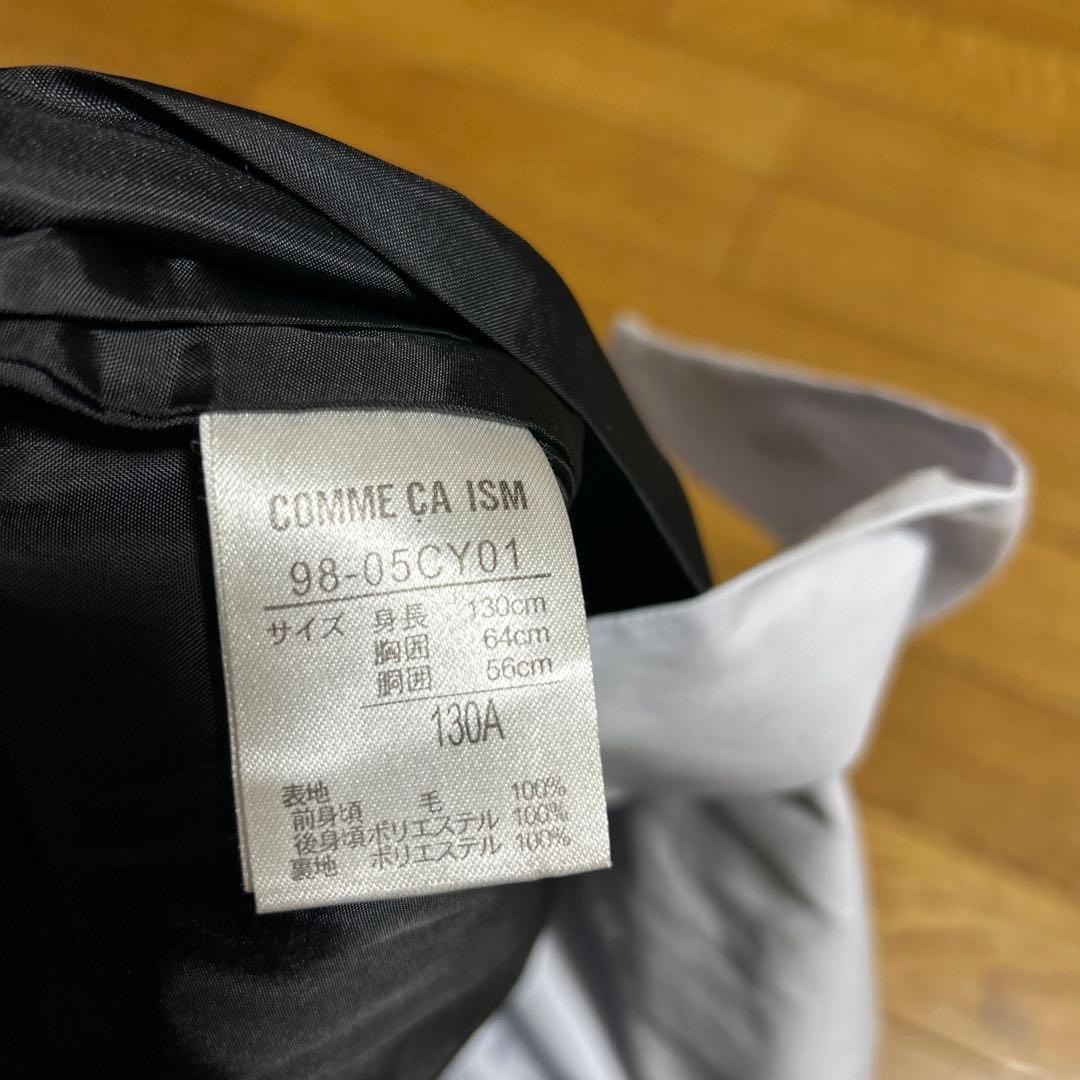 COMME ÇA ISM
98-05CY01
サイズ 身長 130cm
胸囲 64cm
胴囲 56cm
130A
表地
前身頃 毛 100%
後身頃 ポリエステル 100%
裏地 ポリエステル 100%